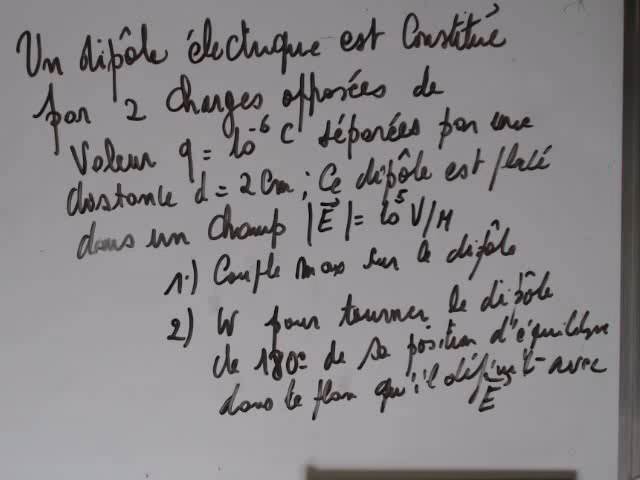 Un dipôle électrique est constitué
par 2 charges opposées de
Valeur q = 10⁻⁶ C séparées par une
distance d = 2 cm ; Ce dipôle est placé
dans un champ |E⃗| = 10⁵ V/M
1.) Couple max sur le dipôle
2) W pour tourner le dipôle
de 180° de sa position d'équilibre
dans le plan qu'il définit avec
E⃗